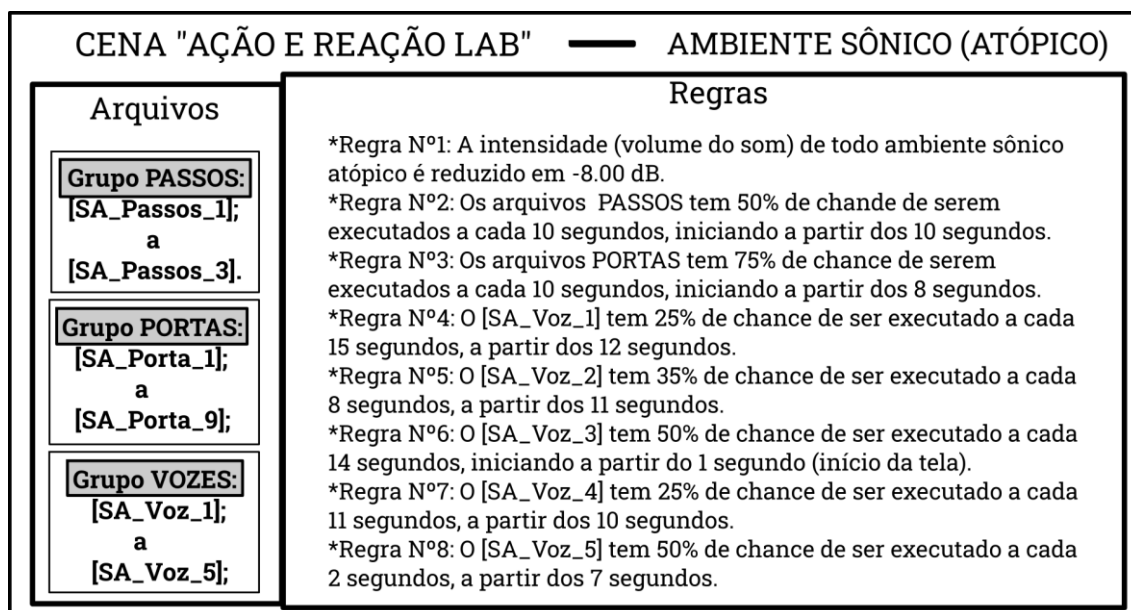 CENA "AÇÃO E REAÇÃO LAB" — AMBIENTE SÔNICO (ATÓPICO)
Arquivos
Grupo PASSOS:
[SA_Passos_1];
a
[SA_Passos_3].
Grupo PORTAS:
[SA_Porta_1];
a
[SA_Porta_9];
Grupo VOZES:
[SA_Voz_1];
a
[SA_Voz_5];
Regras
*Regra Nº1: A intensidade (volume do som) de todo ambiente sônico
atópico é reduzido em -8.00 dB.
*Regra Nº2: Os arquivos PASSOS tem 50% de chande de serem
executados a cada 10 segundos, iniciando a partir dos 10 segundos.
*Regra Nº3: Os arquivos PORTAS tem 75% de chance de serem
executados a cada 10 segundos, iniciando a partir dos 8 segundos.
*Regra Nº4: O [SA_Voz_1] tem 25% de chance de ser executado a cada
15 segundos, a partir dos 12 segundos.
*Regra Nº5: O [SA_Voz_2] tem 35% de chance de ser executado a cada
8 segundos, a partir dos 11 segundos.
*Regra Nº6: O [SA_Voz_3] tem 50% de chance de ser executado a cada
14 segundos, iniciando a partir do 1 segundo (início da tela).
*Regra Nº7: O [SA_Voz_4] tem 25% de chance de ser executado a cada
11 segundos, a partir dos 10 segundos.
*Regra Nº8: O [SA_Voz_5] tem 50% de chance de ser executado a cada
2 segundos, a partir dos 7 segundos.